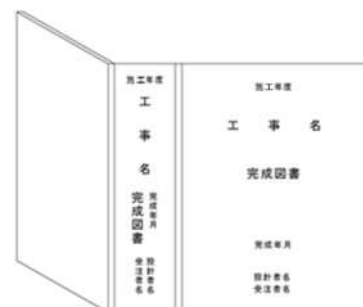 施工年度
工事名
完成図書
完成年月
設計者名
受注者名
施工年度
工 事 名
完成図書
完成年月
設計者名
受注者名